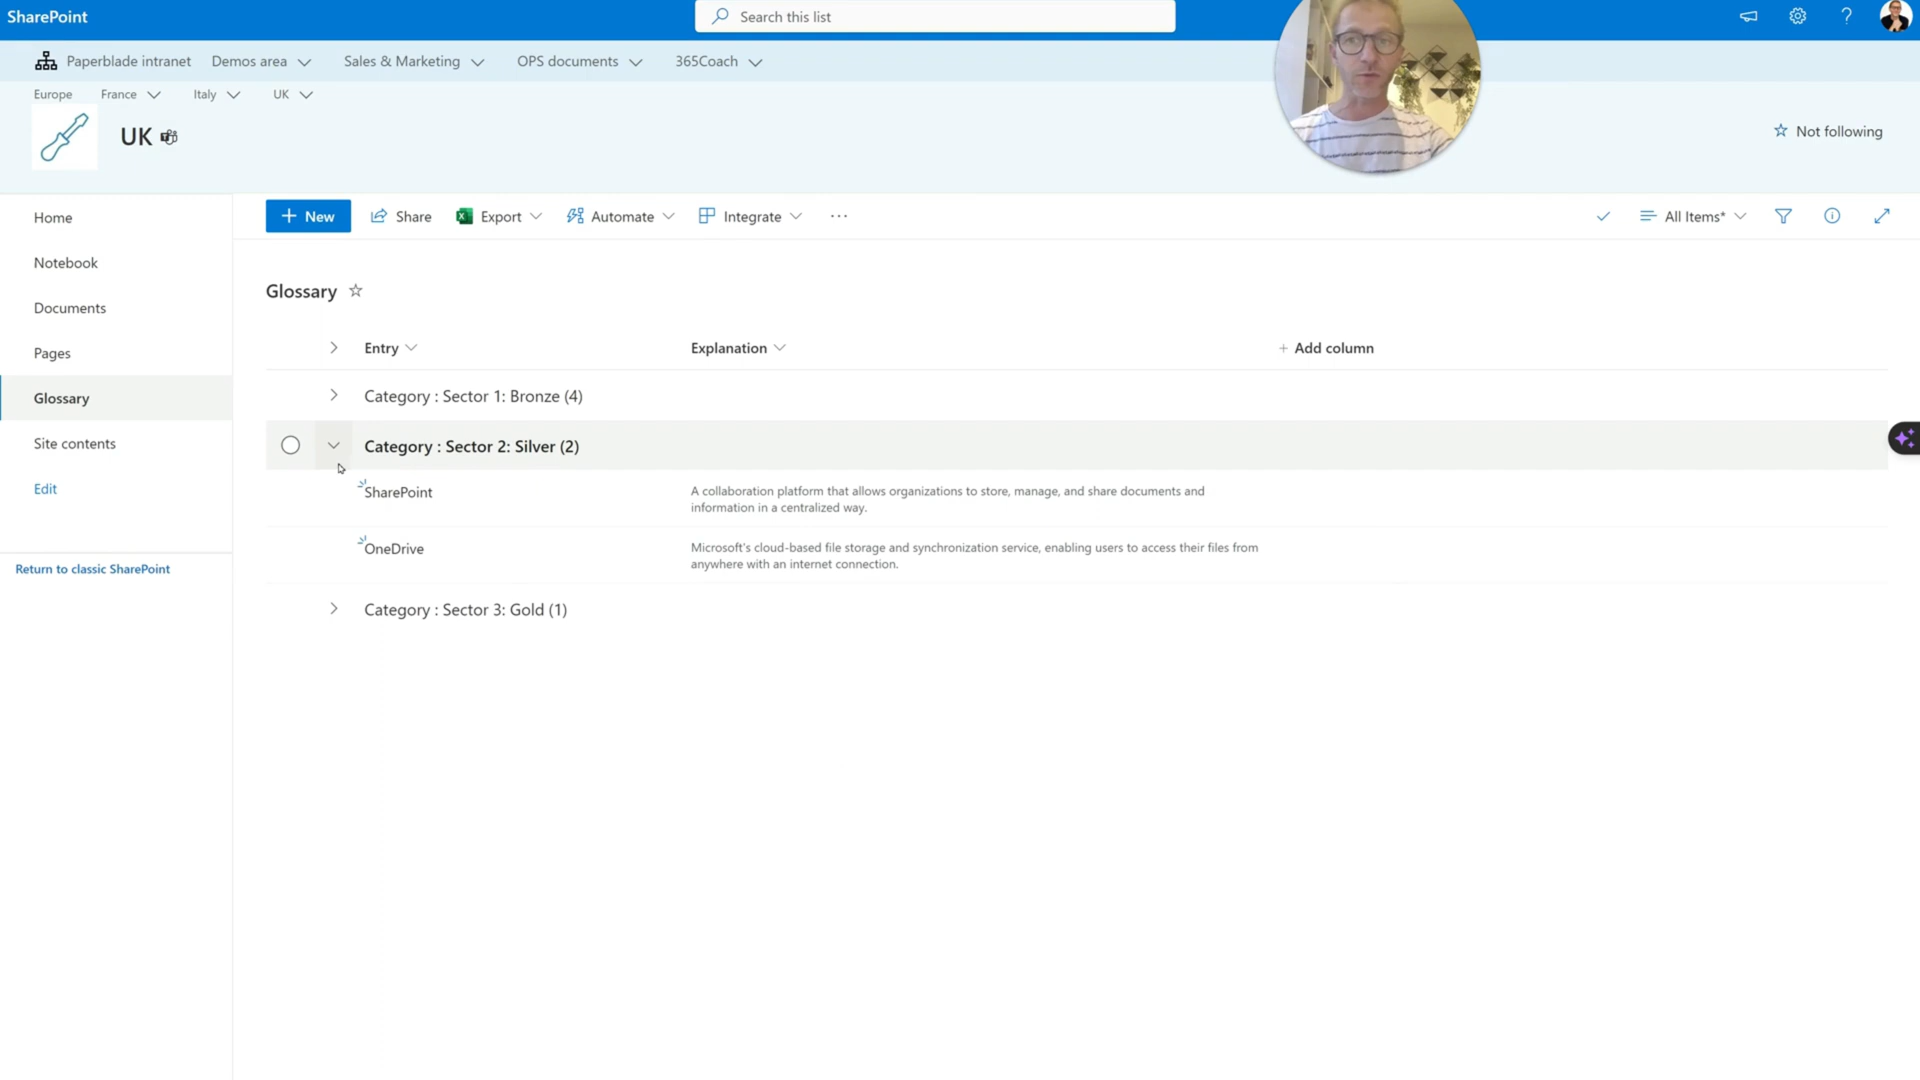 SharePoint
Search this list
?
Paperblade intranet
Demos area
Sales & Marketing
OPS documents
365Coach
Europe
France
Italy
UK
UK
Not following
Home
Notebook
Documents
Pages
Glossary
Site contents
Edit
Return to classic SharePoint
+ New
Share
Export
Automate
Integrate
...
All Items*
Glossary
Entry
Explanation
+ Add column
Category : Sector 1: Bronze (4)
Category : Sector 2: Silver (2)
SharePoint
A collaboration platform that allows organizations to store, manage, and share documents and
information in a centralized way.
OneDrive
Microsoft's cloud-based file storage and synchronization service, enabling users to access their files from
anywhere with an internet connection.
Category : Sector 3: Gold (1)